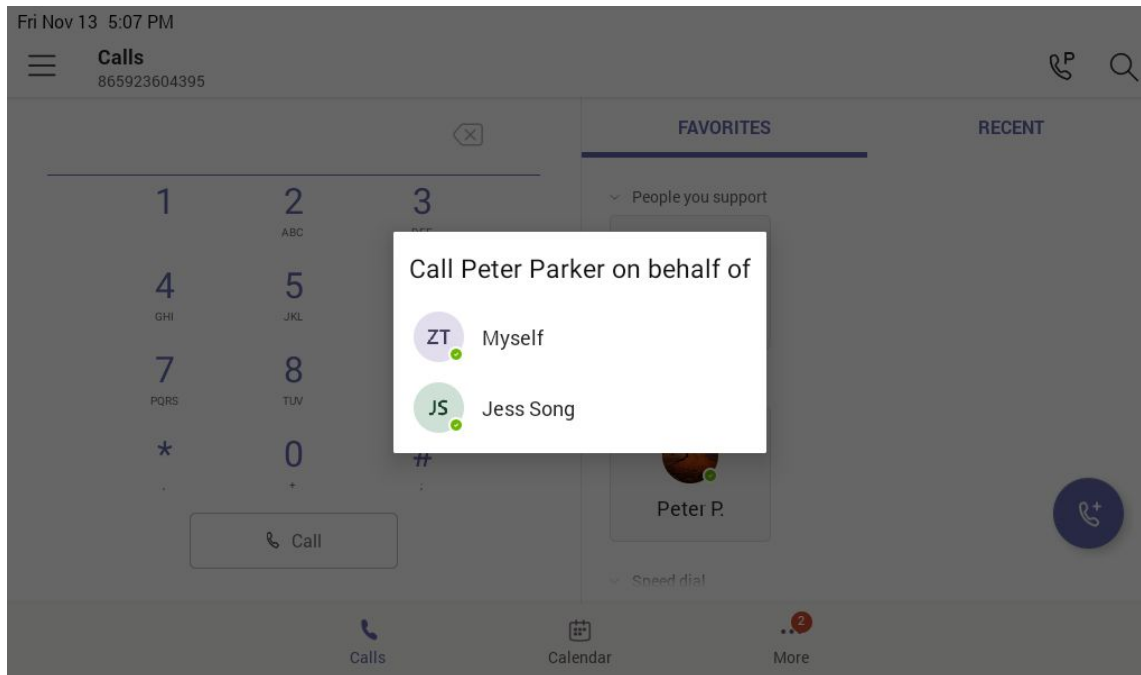 Fri Nov 13 5:07 PM
Calls
865923604395
P
FAVORITES
RECENT
1
2
ABC
3
DEF
People you support
Call Peter Parker on behalf of
ZT Myself
JS Jess Song
4
GHI
5
JKL
7
PQRS
8
TUV
*
,
0
+
#
;
Call
Peter P.
Speed dial
Calls
Calendar
2
More